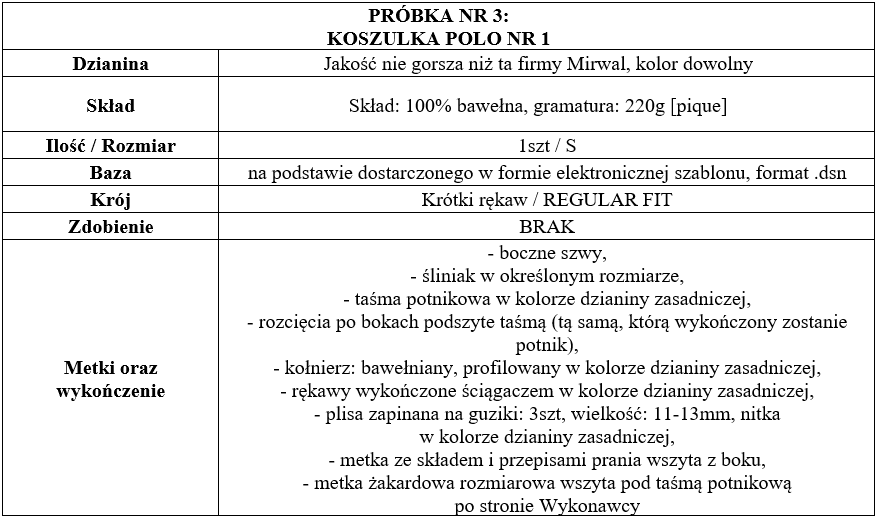 PRÓBKA NR 3:
KOSZULKA POLO NR 1
Dzianina
Jakość nie gorsza niż ta firmy Mirwal, kolor dowolny
Skład
Skład: 100% bawełna, gramatura: 220g [pique]
Ilość / Rozmiar
1szt / S
Baza
na podstawie dostarczonego w formie elektronicznej szablonu, format .dsn
Krój
Krótki rękaw / REGULAR FIT
Zdobienie
BRAK
Metki oraz
wykończenie
- boczne szwy,
- śliniak w określonym rozmiarze,
- taśma potnikowa w kolorze dzianiny zasadniczej,
- rozcięcia po bokach podszyte taśmą (tą samą, którą wykończony zostanie
potnik),
- kołnierz: bawełniany, profilowany w kolorze dzianiny zasadniczej,
- rękawy wykończone ściągaczem w kolorze dzianiny zasadniczej,
- plisa zapinana na guziki: 3szt, wielkość: 11-13mm, nitka
w kolorze dzianiny zasadniczej,
- metka ze składem i przepisami prania wszyta z boku,
- metka żakardowa rozmiarowa wszyta pod taśmą potnikową
po stronie Wykonawcy